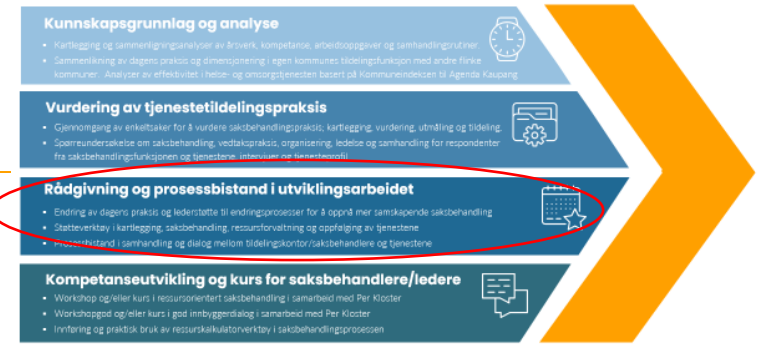 Kunnskapsgrunnlag og analyse
• Kartlegging og sammenligningsanalyser av årsverk, kompetanse, arbeidsoppgaver og samhandlingsrutiner.
• Sammenlikning av dagens praksis og dimensjonering i egen kommunes tildelingsfunksjon med andre flinke
kommuner. Analyser av effektivitet i helse- og omsorgstjenesten basert på Kommuneindeksen til Agenda Kaupang
Vurdering av tjenestetildelingspraksis
• Gjennomgang av enkeltsaker for å vurdere saksbehandlingspraksis; kartlegging, vurdering, utmåling og tildeling.
• Spørreundersøkelse om saksbehandling, vedtakspraksis, organisering, ledelse og samhandling for respondenter
fra saksbehandlingsfunksjonen og tjenestene, intervjuer og tjenesteprofil
Rådgivning og prosessbistand i utviklingsarbeidet
• Endring av dagens praksis og lederstøtte til endringsprosesser for å oppnå mer samskapende saksbehandling
• Støtteverktøy i kartlegging, saksbehandling, ressursforvaltning og oppfølging av tjenestene
• Prosessbistand i samhandling og dialog mellom tildelingskontor/saksbehandlere og tjenestene
Kompetanseutvikling og kurs for saksbehandlere/ledere
• Workshop og/eller kurs i ressursorientert saksbehandling i samarbeid med Per Kloster
• Workshopgod og/eller kurs i god innbyggerdialog i samarbeid med Per Kloster
• Innføring og praktisk bruk av ressurskalkulatorverktøy i saksbehandlingsprosessen